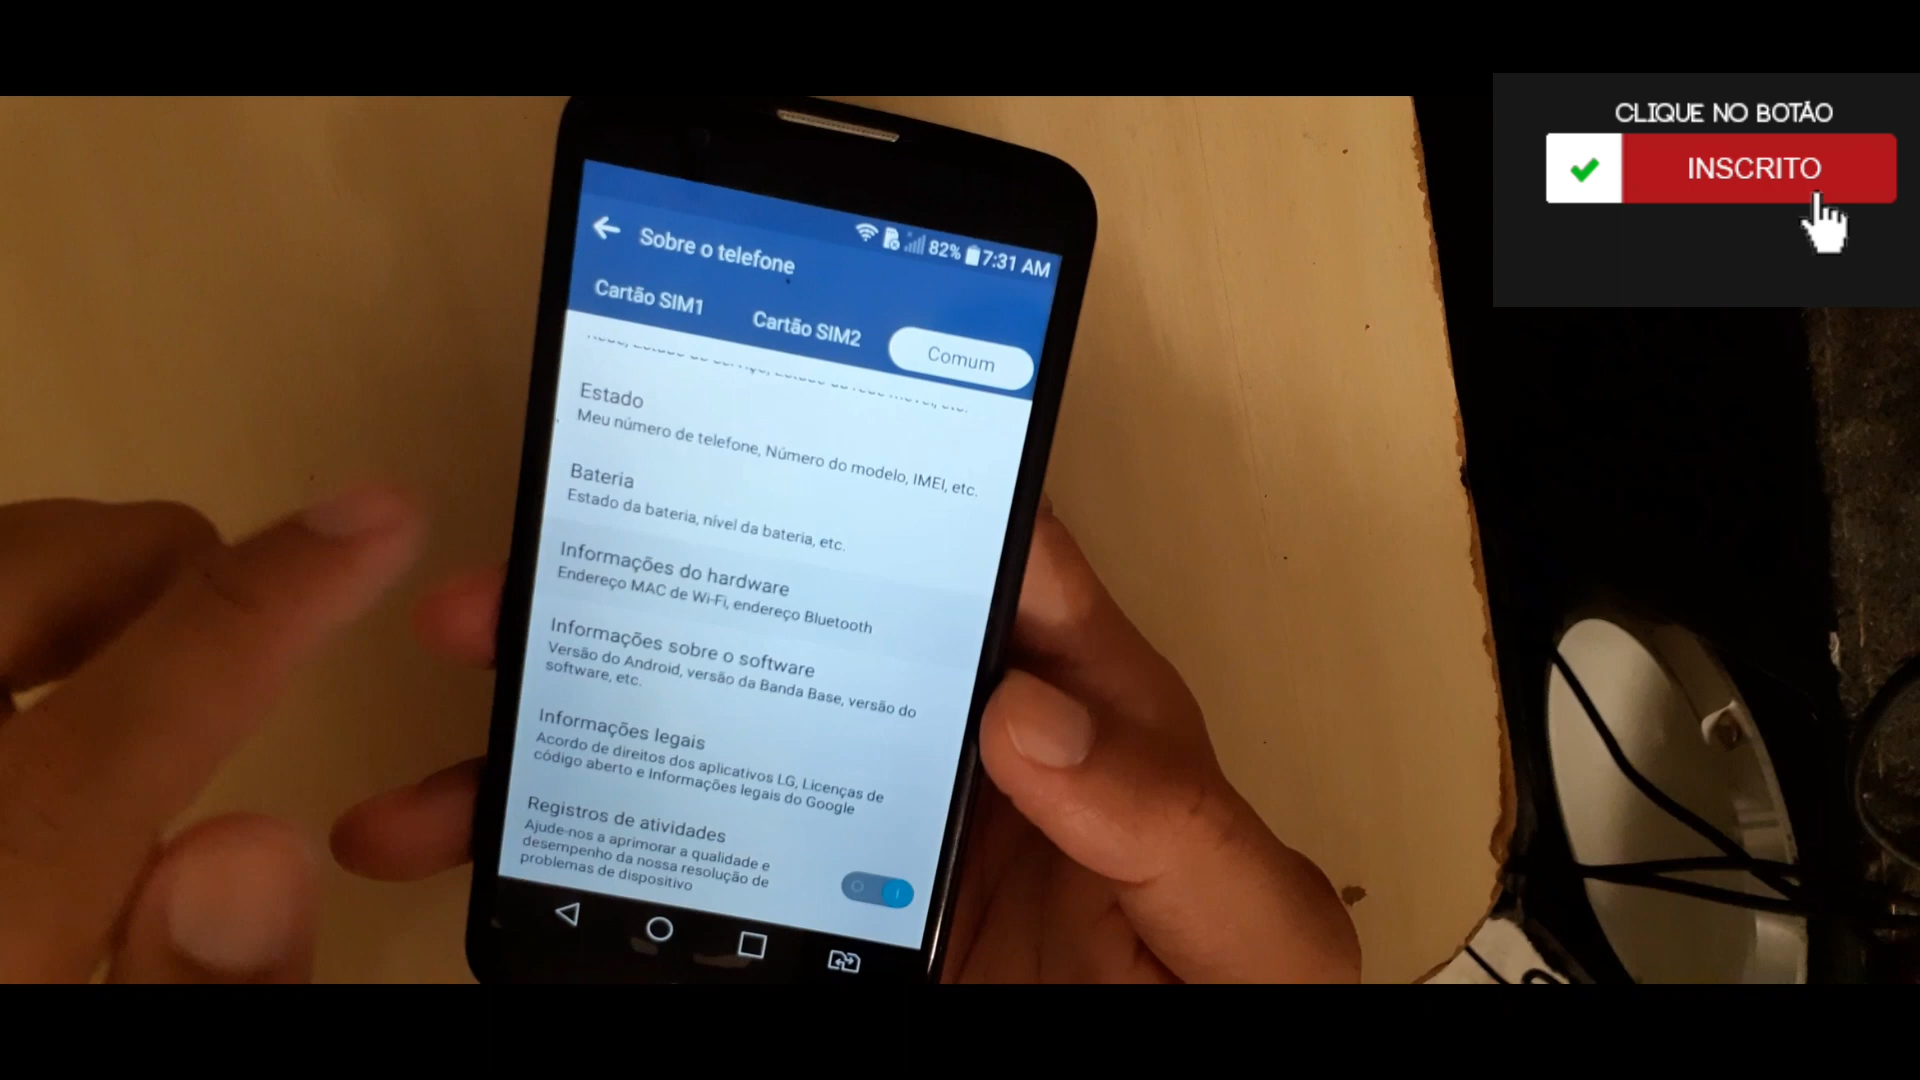 CLIQUE NO BOTÃO
INSCRITO
82% 7:31 AM
Sobre o telefone
Cartão SIM1
Cartão SIM2
Comum
Estado
Meu número de telefone, Número do modelo, IMEI, etc.
Bateria
Estado da bateria, nível da bateria, etc.
Informações do hardware
Endereço MAC de Wi-Fi, endereço Bluetooth
Informações sobre o software
Versão do Android, versão da Banda Base, versão do
software, etc.
Informações legais
Acordo de direitos dos aplicativos LG, Licenças de
código aberto e Informações legais do Google
Registros de atividades
Ajude-nos a aprimorar a qualidade e
desempenho da nossa resolução de
problemas de dispositivo